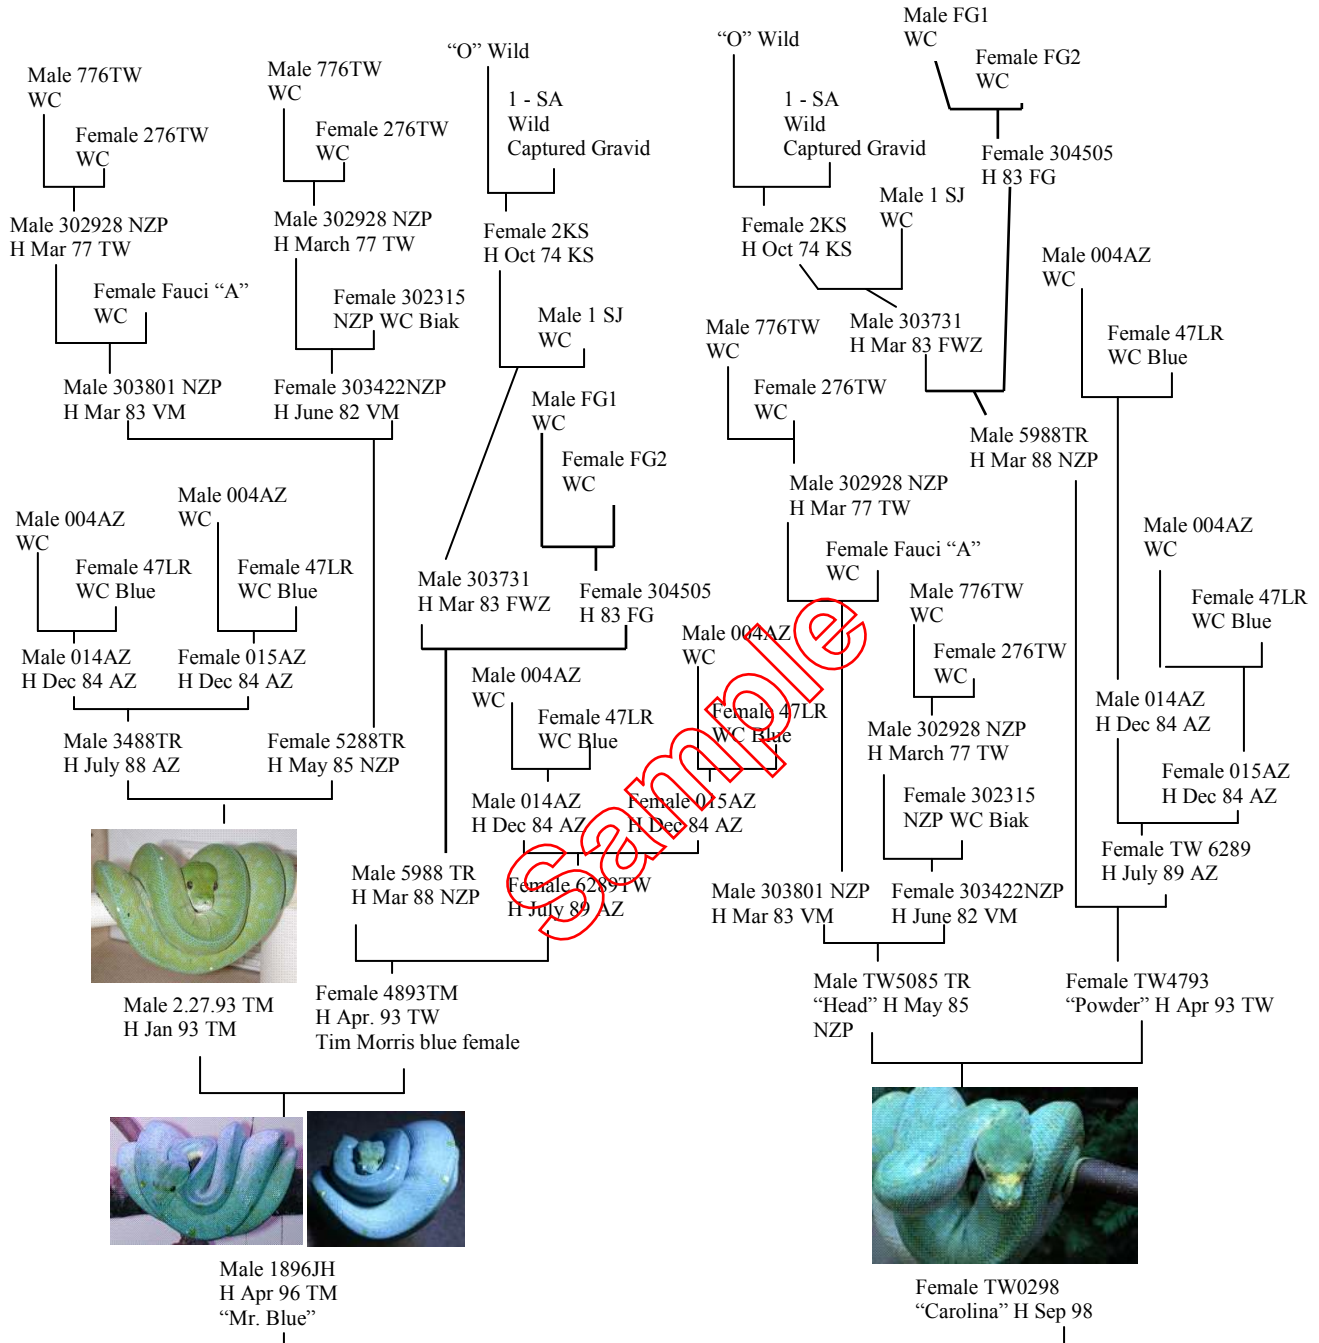 Male FG1
WC
"O" Wild
"O" Wild
Female FG2
WC
Male 776TW
WC
Male 776TW
WC
1 - SA
Wild
Captured Gravid
1 - SA
Wild
Captured Gravid
Female 276TW
WC
Female 276TW
WC
Female 304505
H 83 FG
Male 1 SJ
WC
Male 302928 NZP
H Mar 77 TW
Male 302928 NZP
H March 77 TW
Female 2KS
H Oct 74 KS
Female 2KS
H Oct 74 KS
Male 004AZ
WC
Female Fauci "A"
WC
Female 302315
NZP WC Biak
Male 1 SJ
WC
Male 776TW
WC
Male 303731
H Mar 83 FWZ
Female 47LR
WC Blue
Male 303801 NZP
H Mar 83 VM
Female 303422NZP
H June 82 VM
Male FG1
WC
Female 276TW
WC
Male 5988TR
H Mar 88 NZP
Female FG2
WC
Male 302928 NZP
H Mar 77 TW
Male 004AZ
WC
Male 004AZ
WC
Male 004AZ
WC
Female 47LR
WC Blue
Female 47LR
WC Blue
Male 303731
H Mar 83 FWZ
Female 304505
H 83 FG
Female Fauci "A"
WC
Male 776TW
WC
Female 47LR
WC Blue
Male 014AZ
H Dec 84 AZ
Female 015AZ
H Dec 84 AZ
Male 004AZ
WC
Male 004AZ
WC
Female 276TW
WC
Male 014AZ
H Dec 84 AZ
Female 47LR
WC Blue
Female 47LR
WC Blue
Male 3488TR
H July 88 AZ
Female 5288TR
H May 85 NZP
Male 302928 NZP
H March 77 TW
Female 015AZ
H Dec 84 AZ
Male 014AZ
H Dec 84 AZ
Female 015AZ
H Dec 84 AZ
Female 302315
NZP WC Biak
Female TW 6289
H July 89 AZ
Male 5988 TR
H Mar 88 NZP
Female 6289TW
H July 89 AZ
Male 303801 NZP
H Mar 83 VM
Female 303422NZP
H June 82 VM
Sample
Male 2.27.93 TM
H Jan 93 TM
Female 4893TM
H Apr. 93 TW
Tim Morris blue female
Male TW5085 TR
"Head" H May 85
NZP
Female TW4793
"Powder" H Apr 93 TW
Male 1896JH
H Apr 96 TM
"Mr. Blue"
Female TW0298
"Carolina" H Sep 98